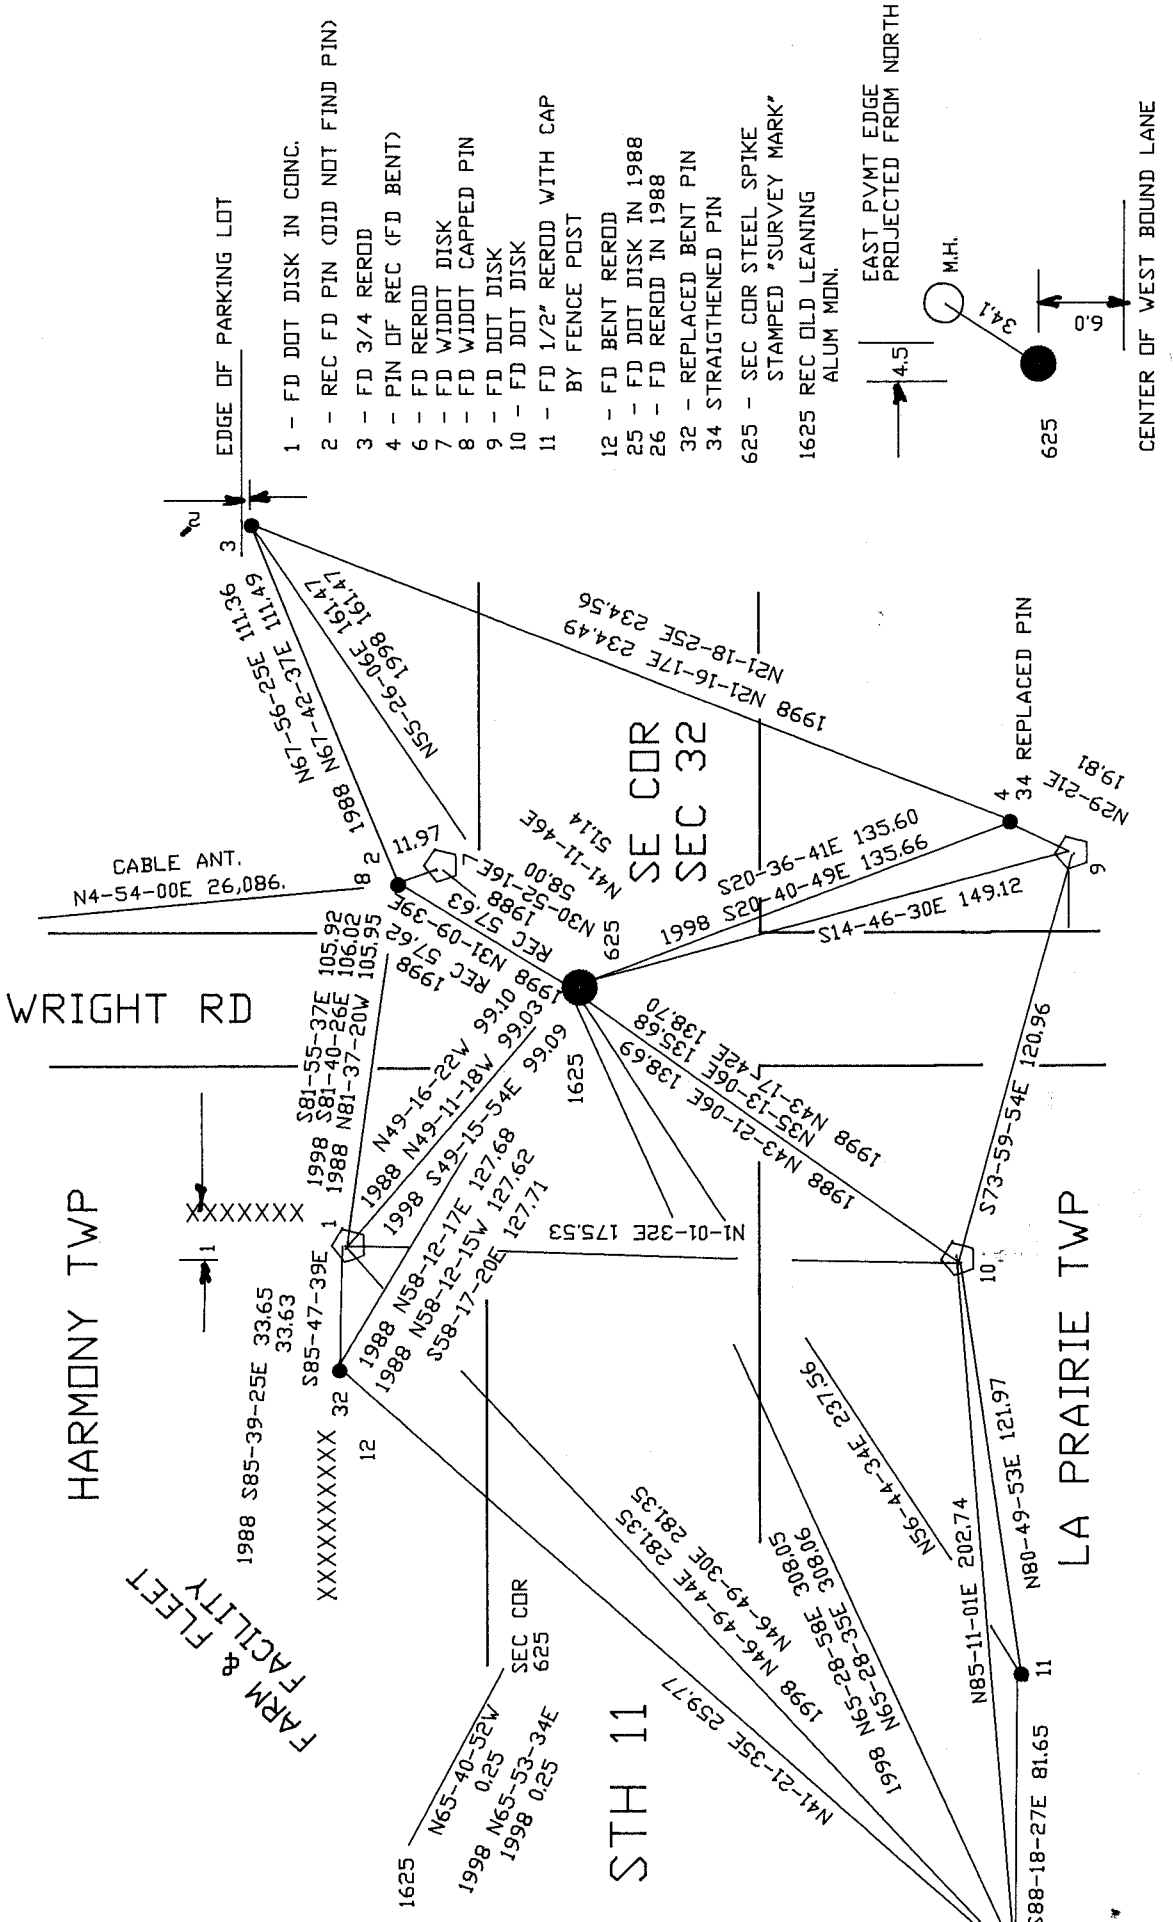 EDGE OF PARKING LOT
1 - FD DOT DISK IN CONC.
2 - REC FD PIN (DID NOT FIND PIN)
3 - FD 3/4 REROD
4 - PIN OF REC (FD BENT)
6 - FD REROD
7 - FD WIDOT DISK
8 - FD WIDOT CAPPED PIN
9 - FD DOT DISK
10 - FD DOT DISK
11 - FD 1/2" REROD WITH CAP
BY FENCE POST
12 - FD BENT REROD
25 - FD DOT DISK IN 1988
26 - FD REROD IN 1988
32 - REPLACED BENT PIN
34 STRAIGTHENED PIN
625 - SEC COR STEEL SPIKE
STAMPED "SURVEY MARK"
1625 REC OLD LEANING
ALUM MON.
EAST PVMT EDGE
PROJECTED FROM NORTH
4.5
M.H.
34.1
6.0
625
CENTER OF WEST BOUND LANE
3
2
N67-56-25E 111.36
1988 N67-42-37E 111.49
N55-26-06E 161.47
1998 161.47
N21-18-25E 234.56
1998 N21-16-17E 234.49
CABLE ANT.
N4-54-00E 26,086.
2
8
11.97
WRIGHT RD
S81-55-37E 105.92
1998 S81-40-26E 106.02
1988 N81-37-20W 105.95
1998 N31-09-39E
REC 57.62
1988 N30-52-16E
REC 57.63
58.00
N41-11-46E
51.14
SE COR
SEC 32
625
1625
S20-36-41E 135.60
1998 S20-40-49E 135.66
S14-46-30E 149.12
4
34 REPLACED PIN
N29-21E
19.81
9
N49-16-22W 99.10
1988 N49-11-18W 99.03
1998 S49-15-54E 99.09
1988 N58-12-17E 127.68
1988 N58-12-15W 127.62
S58-17-20E 127.71
HARMONY TWP
XXXXXXX
1
1
S85-47-39E
1988 S85-39-25E 33.65
33.63
32
12
XXXXXXXXXX
FARM & FLEET
FACILITY
N1-01-32E 175.53
1998 N43-17-42E 138.70
N35-13-06E 135.68
1988 N43-21-06E 138.69
S73-59-54E 120.96
10
LA PRAIRIE TWP
N56-44-34E 237.56
N80-49-53E 121.97
N85-11-01E 202.74
11
S88-18-27E 81.65
N46-49-30E 281.35
1998 N46-49-44E 281.35
N65-28-35E 308.06
1998 N65-28-58E 308.05
N41-21-35E 259.77
SEC COR
625
N65-40-52W
0.25
1998 N65-53-34E
1998 0.25
1625
STH 11